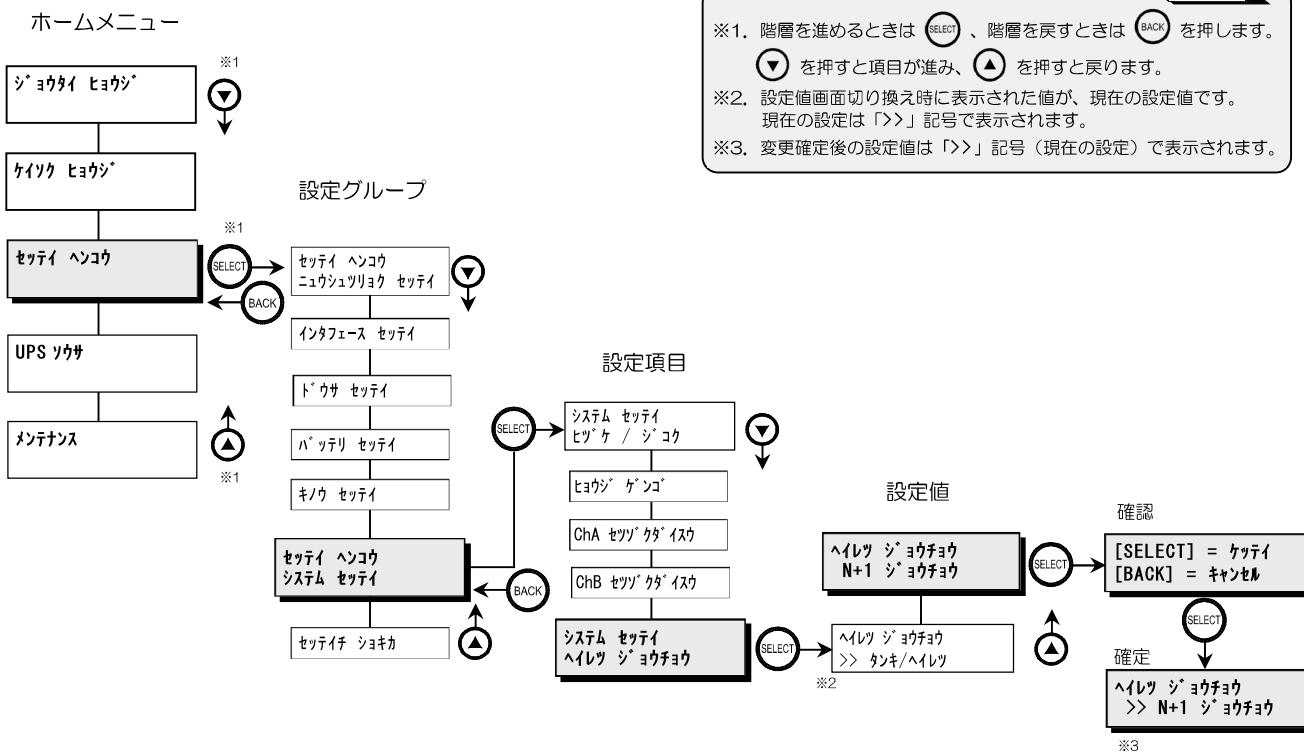 ホームメニュー
ｼﾞｮｳﾀｲ ﾋｮｳｼﾞ
※1
ｹｲｿｸ ﾋｮｳｼﾞ
ｾｯﾃｲ ﾍﾝｺｳ
※1
SELECT
BACK
UPS ｿｳｻ
ﾒﾝﾃﾅﾝｽ
※1
※1. 階層を進めるときは SELECT 、階層を戻すときは BACK を押します。
▼ を押すと項目が進み、 ▲ を押すと戻ります。
※2. 設定値画面切り換え時に表示された値が、現在の設定値です。
現在の設定は「>>」記号で表示されます。
※3. 変更確定後の設定値は「>>」記号（現在の設定）で表示されます。
設定グループ
ｾｯﾃｲ ﾍﾝｺｳ
ﾆｭｳｼｭﾂﾘｮｸ ｾｯﾃｲ
ｲﾝﾀﾌｪｰｽ ｾｯﾃｲ
ﾄﾞｳｻ ｾｯﾃｲ
ﾊﾞｯﾃﾘ ｾｯﾃｲ
ｷﾉｳ ｾｯﾃｲ
ｾｯﾃｲ ﾍﾝｺｳ
ｼｽﾃﾑ ｾｯﾃｲ
ｾｯﾃｲﾁ ｼｮｷｶ
SELECT
BACK
設定項目
ｼｽﾃﾑ ｾｯﾃｲ
ﾋﾂﾞｹ / ｼﾞｺｸ
ﾋｮｳｼﾞ ｹﾞﾝｺﾞ
ChA ｾﾂｿﾞｸﾀﾞｲｽｳ
ChB ｾﾂｿﾞｸﾀﾞｲｽｳ
ｼｽﾃﾑ ｾｯﾃｲ
ﾍｲﾚﾂ ｼﾞｮｳﾁｮｳ
SELECT
設定値
ﾍｲﾚﾂ ｼﾞｮｳﾁｮｳ
N+1 ｼﾞｮｳﾁｮｳ
ﾍｲﾚﾂ ｼﾞｮｳﾁｮｳ
>> ﾀﾝｷ/ﾍｲﾚﾂ
※2
SELECT
確認
[SELECT] = ｹｯﾃｲ
[BACK] = ｷｬﾝｾﾙ
SELECT
確定
ﾍｲﾚﾂ ｼﾞｮｳﾁｮｳ
>> N+1 ｼﾞｮｳﾁｮｳ
※3